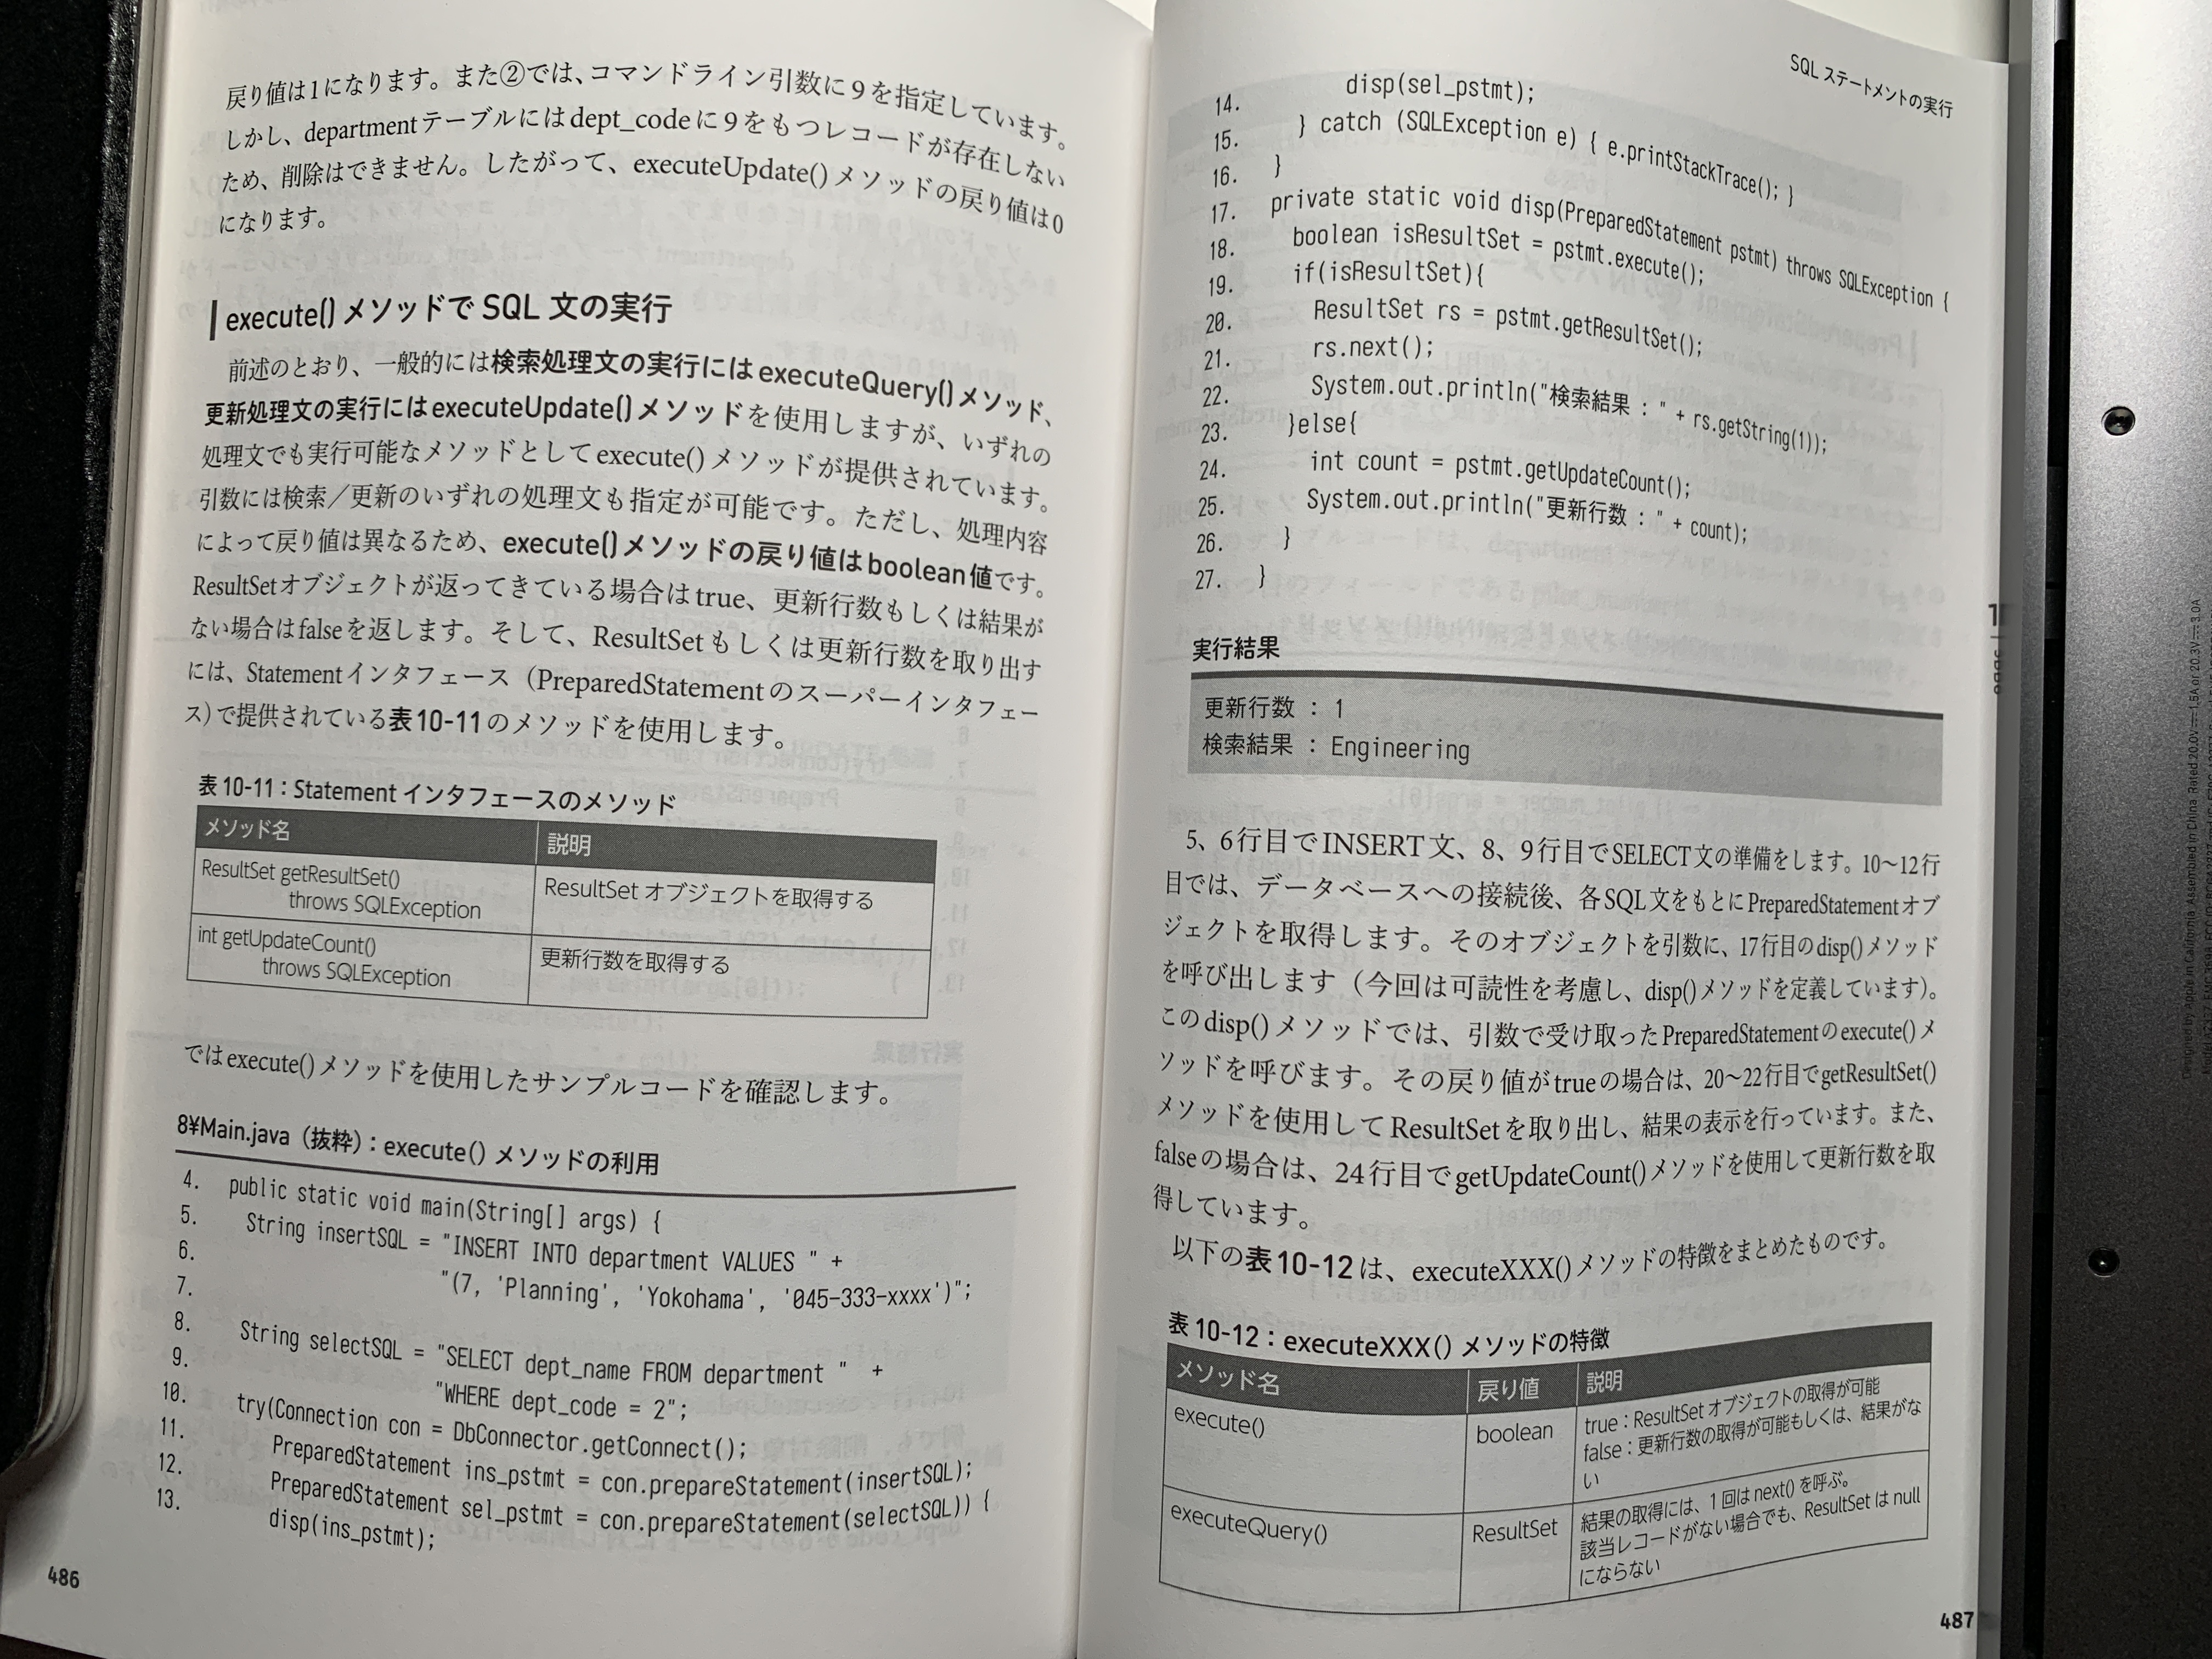 戻り値は1になります。また②では、コマンドライン引数に9を指定しています。
しかし、departmentテーブルにはdept_codeに9をもつレコードが存在しない
ため、削除はできません。したがって、executeUpdate()メソッドの戻り値は0
になります。
execute()メソッドでSQL文の実行
前述のとおり、一般的には検索処理文の実行にはexecuteQuery()メソッド、
更新処理文の実行にはexecuteUpdate()メソッドを使用しますが、いずれの
処理文でも実行可能なメソッドとしてexecute()メソッドが提供されています。
引数には検索／更新のいずれの処理文も指定が可能です。ただし、処理内容
によって戻り値は異なるため、execute()メソッドの戻り値はboolean値です。
ResultSetオブジェクトが返ってきている場合はtrue、更新行数もしくは結果が
ない場合はfalseを返します。そして、ResultSetもしくは更新行数を取り出す
には、Statementインタフェース（PreparedStatementのスーパーインタフェー
ス）で提供されている表10-11のメソッドを使用します。
表10-11：Statement インタフェースのメソッド
メソッド名 説明
ResultSet getResultSet()
throws SQLException
ResultSet オブジェクトを取得する
int getUpdateCount()
throws SQLException
更新行数を取得する
ではexecute()メソッドを使用したサンプルコードを確認します。
8¥Main.java（抜粋）：execute() メソッドの利用
4. public static void main(String[] args) {
5. String insertSQL = "INSERT INTO department VALUES " +
6. "(7, 'Planning', 'Yokohama', '045-333-xxxx')";
7.
8. String selectSQL = "SELECT dept_name FROM department " +
9. "WHERE dept_code = 2";
10. try(Connection con = DbConnector.getConnect();
11. PreparedStatement ins_pstmt = con.prepareStatement(insertSQL);
12. PreparedStatement sel_pstmt = con.prepareStatement(selectSQL)) {
13. disp(ins_pstmt);
486
SQL ステートメントの実行
14. disp(sel_pstmt);
15. } catch (SQLException e) { e.printStackTrace(); }
16. }
17. private static void disp(PreparedStatement pstmt) throws SQLException {
18. boolean isResultSet = pstmt.execute();
19. if(isResultSet){
20. ResultSet rs = pstmt.getResultSet();
21. rs.next();
22. System.out.println("検索結果 : " + rs.getString(1));
23. }else{
24. int count = pstmt.getUpdateCount();
25. System.out.println("更新行数 : " + count);
26. }
27. }
実行結果
更新行数 : 1
検索結果 : Engineering
5、6行目でINSERT文、8、9行目でSELECT文の準備をします。10〜12行
目では、データベースへの接続後、各SQL文をもとにPreparedStatementオブ
ジェクトを取得します。そのオブジェクトを引数に、17行目のdisp()メソッド
を呼び出します（今回は可読性を考慮し、disp()メソッドを定義しています）。
このdisp()メソッドでは、引数で受け取ったPreparedStatementのexecute()メ
ソッドを呼びます。その戻り値がtrueの場合は、20〜22行目でgetResultSet()
メソッドを使用してResultSetを取り出し、結果の表示を行っています。また、
falseの場合は、24行目でgetUpdateCount()メソッドを使用して更新行数を取
得しています。
以下の表10-12は、executeXXX()メソッドの特徴をまとめたものです。
表10-12：executeXXX() メソッドの特徴
メソッド名 戻り値 説明
execute() boolean
true：ResultSet オブジェクトの取得が可能
false：更新行数の取得が可能もしくは、結果がな
い
executeQuery() ResultSet
結果の取得には、1回は next() を呼ぶ。
該当レコードがない場合でも、ResultSet は null
にならない
487